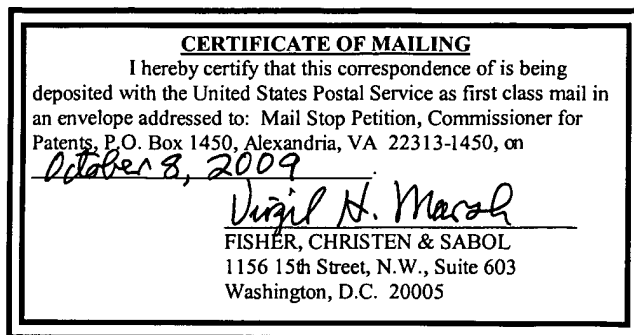 CERTIFICATE OF MAILING
I hereby certify that this correspondence of is being
deposited with the United States Postal Service as first class mail in
an envelope addressed to: Mail Stop Petition, Commissioner for
Patents, P.O. Box 1450, Alexandria, VA 22313-1450, on
October 8, 2009.
Virgil H. Marsh
FISHER, CHRISTEN & SABOL
1156 15th Street, N.W., Suite 603
Washington, D.C. 20005